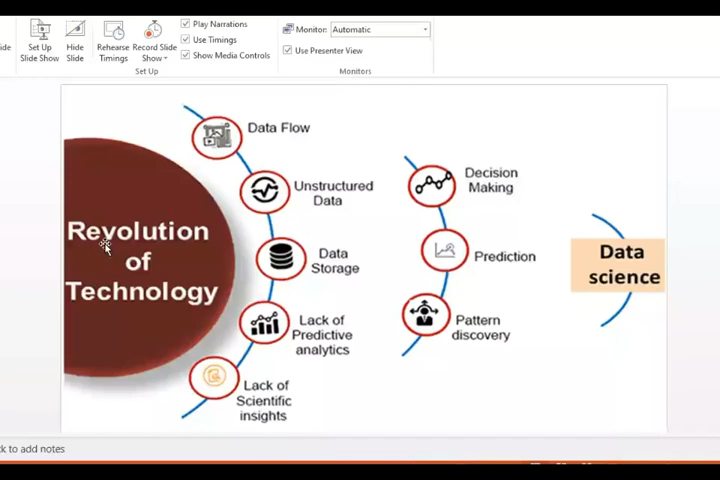 Play Narrations
Monitor: Automatic
Use Timings
Set Up Hide Rehearse Record Slide
Use Presenter View
Show Media Controls
Slide Show Slide Timings Show
Set Up
Monitors
Data Flow
Unstructured
Data
Data
Storage
Lack of
Predictive
analytics
Lack of
Scientific
insights
Revolution
of
Technology
Decision
Making
Prediction
Pattern
discovery
Data
science
ck to add notes